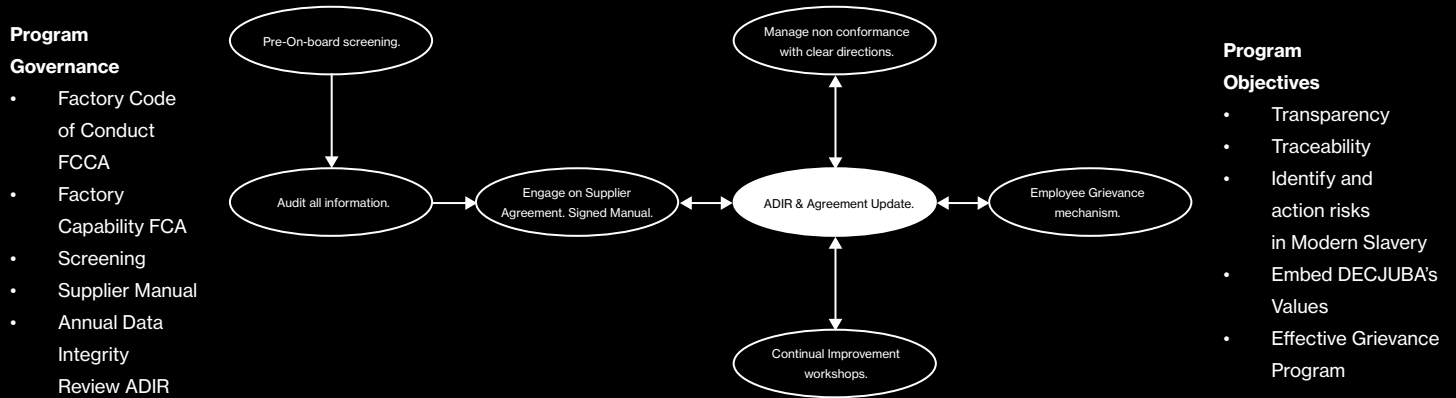 Program
Governance
• Factory Code
of Conduct
FCCA
• Factory
Capability FCA
• Screening
• Supplier Manual
• Annual Data
Integrity
Review ADIR
Pre-On-board screening.
Audit all information.
Engage on Supplier
Agreement. Signed Manual.
Manage non conformance
with clear directions.
ADIR & Agreement Update.
Employee Grievance
mechanism.
Continual Improvement
workshops.
Program
Objectives
• Transparency
• Traceability
• Identify and
action risks
in Modern Slavery
• Embed DECJUBA's
Values
• Effective Grievance
Program